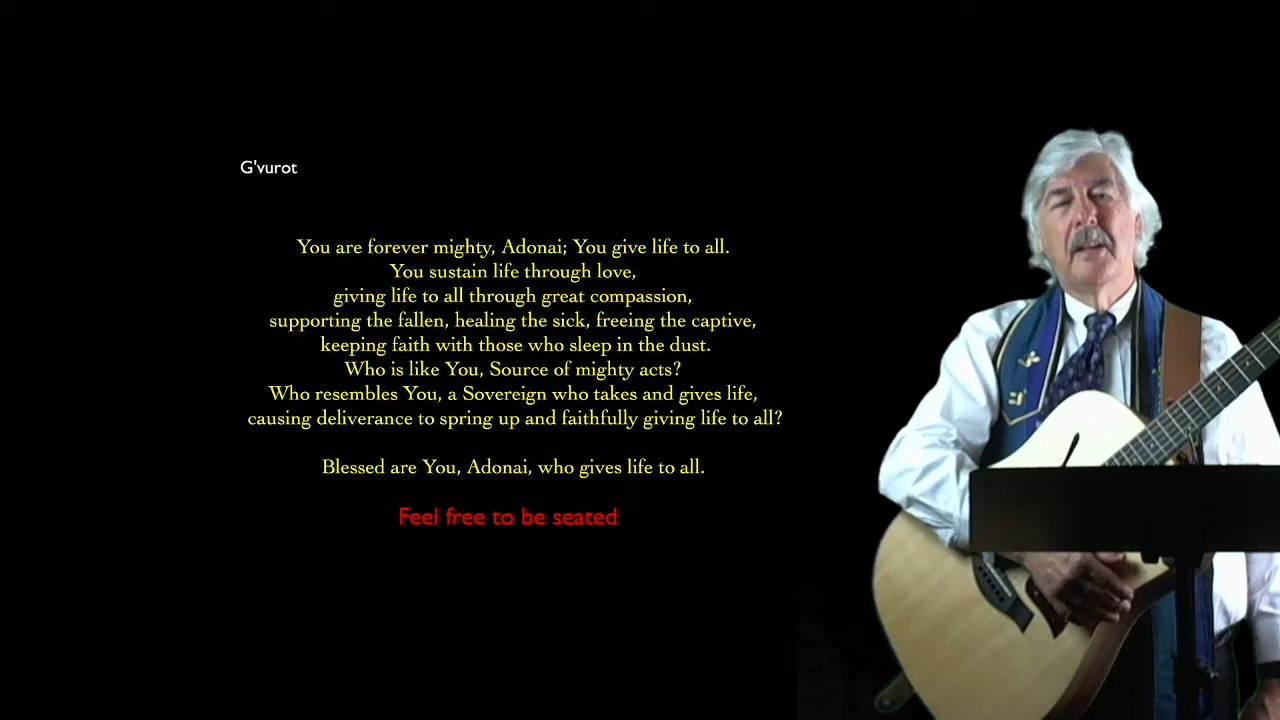 G'vurot
You are forever mighty, Adonai; You give life to all.
You sustain life through love,
giving life to all through great compassion,
supporting the fallen, healing the sick, freeing the captive,
keeping faith with those who sleep in the dust.
Who is like You, Source of mighty acts?
Who resembles You, a Sovereign who takes and gives life,
causing deliverance to spring up and faithfully giving life to all?
Blessed are You, Adonai, who gives life to all.
Feel free to be seated